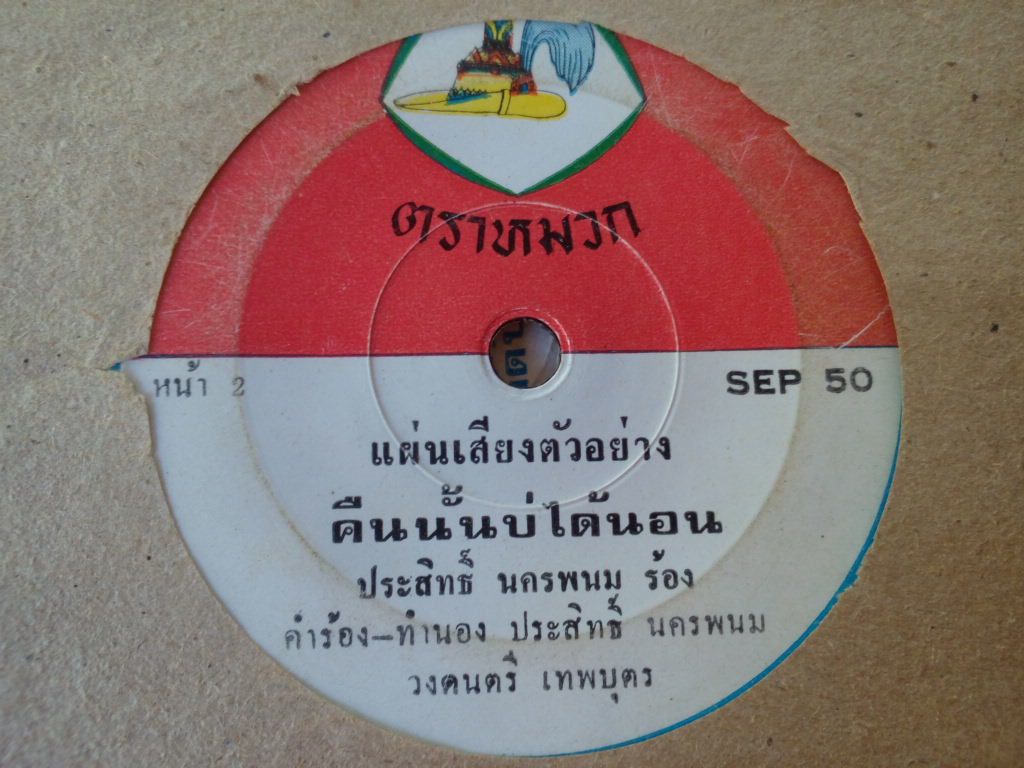 ตราหมวก
หน้า 2 SEP 50
แผ่นเสียงตัวอย่าง
คืนนั้นบ่ได้นอน
ประสิทธิ์ นครพนม ร้อง
คำร้อง-ทำนอง ประสิทธิ์ นครพนม
วงดนตรี เทพบุตร